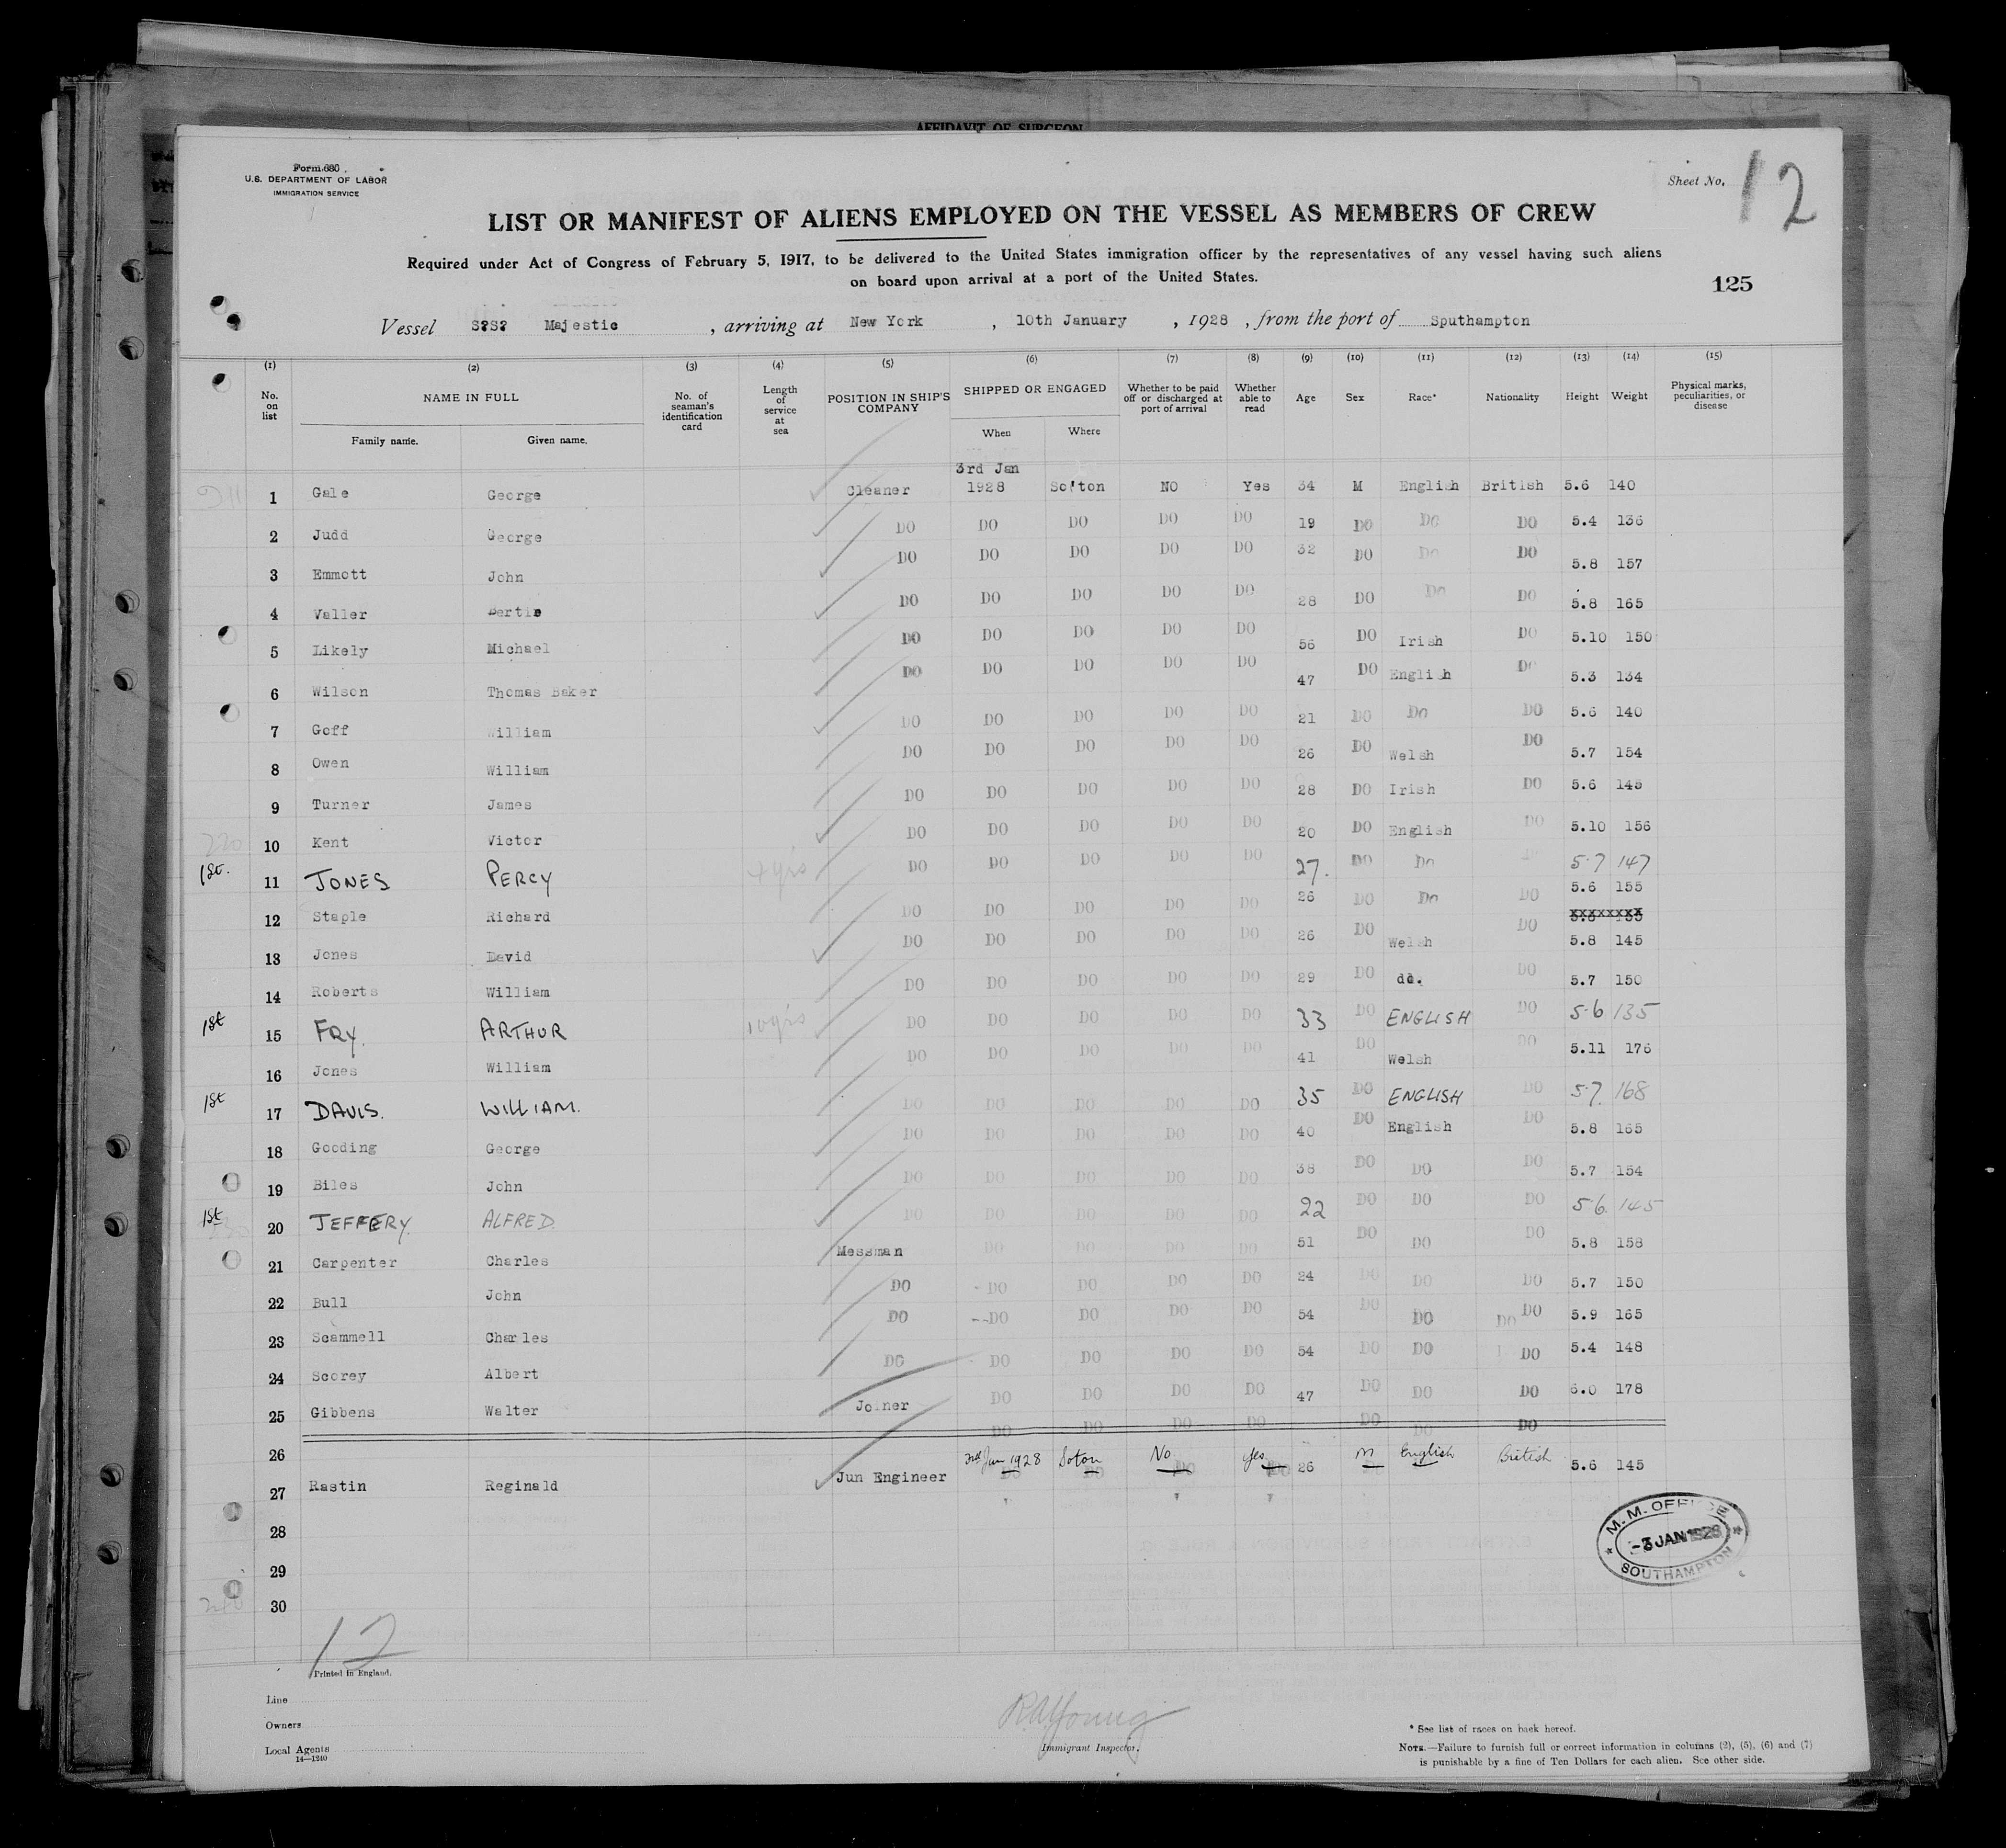 AFFIDAVIT OF SURGEON
Form 680
U.S. DEPARTMENT OF LABOR
IMMIGRATION SERVICE
Sheet No. 12
LIST OR MANIFEST OF ALIENS EMPLOYED ON THE VESSEL AS MEMBERS OF CREW
Required under Act of Congress of February 5, 1917, to be delivered to the United States immigration officer by the representatives of any vessel having such aliens
on board upon arrival at a port of the United States.
125
Vessel S?S? Majestic , arriving at New York , 10th January , 1928 , from the port of Sputhampton
(1) (2) (3) (4) (5) (6) (7) (8) (9) (10) (11) (12) (13) (14) (15)
No. on list NAME IN FULL Family name. Given name. No. of seaman's identification card Length of service at sea POSITION IN SHIP'S COMPANY SHIPPED OR ENGAGED When Where Whether to be paid off or discharged at port of arrival Whether able to read Age Sex Race* Nationality Height Weight Physical marks, peculiarities, or disease
3rd Jan
1 Gale George Cleaner 1928 So'ton NO Yes 34 M English British 5.6 140
2 Judd George DO DO DO DO DO 19 DO DO DO 5.4 136
3 Emmott John DO DO DO DO DO 32 DO DO DO 5.8 157
4 Valler Bertie DO DO DO DO DO 28 DO DO DO 5.8 165
5 Likely Michael DO DO DO DO DO 56 DO Irish DO 5.10 150
6 Wilson Thomas Baker DO DO DO DO DO 47 DO English DO 5.3 134
7 Goff William DO DO DO DO DO 21 DO Do DO 5.6 140
8 Owen William DO DO DO DO DO 26 DO Welsh DO 5.7 154
9 Turner James DO DO DO DO DO 28 DO Irish DO 5.6 145
220 10 Kent Victor DO DO DO DO DO 20 DO English DO 5.10 156
1st. 11 JONES PERCY 4 yrs DO DO DO DO DO 27. DO Do 5.7 147
12 Staple Richard DO DO DO DO DO 26 DO Do DO 5.6 155
xxxxxxxx
13 Jones David DO DO DO DO DO 26 DO Welsh DO 5.8 145
14 Roberts William DO DO DO DO DO 29 DO do. DO 5.7 150
1st 15 FRY. ARTHUR 10 yrs DO DO DO DO DO 33 DO ENGLISH DO 5.6 135
16 Jones William DO DO DO DO DO 41 DO Welsh DO 5.11 176
1st 17 DAVIS. WILLIAM. DO DO DO DO DO 35 DO ENGLISH DO 5.7. 168
18 Gooding George DO DO DO DO DO 40 DO English DO 5.8 165
19 Biles John DO DO DO DO DO 38 DO DO DO 5.7 154
1st 230 20 JEFFERY. ALFRED. DO DO DO DO DO 22 DO DO DO 5.6. 145
21 Carpenter Charles Messman DO DO DO DO 51 DO DO DO 5.8 158
22 Bull John DO DO DO DO DO 24 DO DO DO 5.7 150
23 Scammell Charles DO --DO DO DO DO 54 DO DO DO DO 5.9 165
24 Scorey Albert DO DO DO DO DO 54 DO DO DO 5.4 148
25 Gibbens Walter Joiner DO DO DO DO 47 DO DO DO 6.0 178
DO DO DO DO DO DO DO
26
27 Rastin Reginald Jun Engineer 3rd Jan 1928 Soton No Yes 26 M English British 5.6 145
28
29
240 30
M.M. OFFICE
-3 JAN 1928
SOUTHAMPTON
12
Printed in England.
Line
Owners
Local Agents
14—1240
R.A. Young
Immigrant Inspector.
* See list of races on back hereof.
NOTE.—Failure to furnish full or correct information in columns (2), (5), (6) and (7)
is punishable by a fine of Ten Dollars for each alien. See other side.